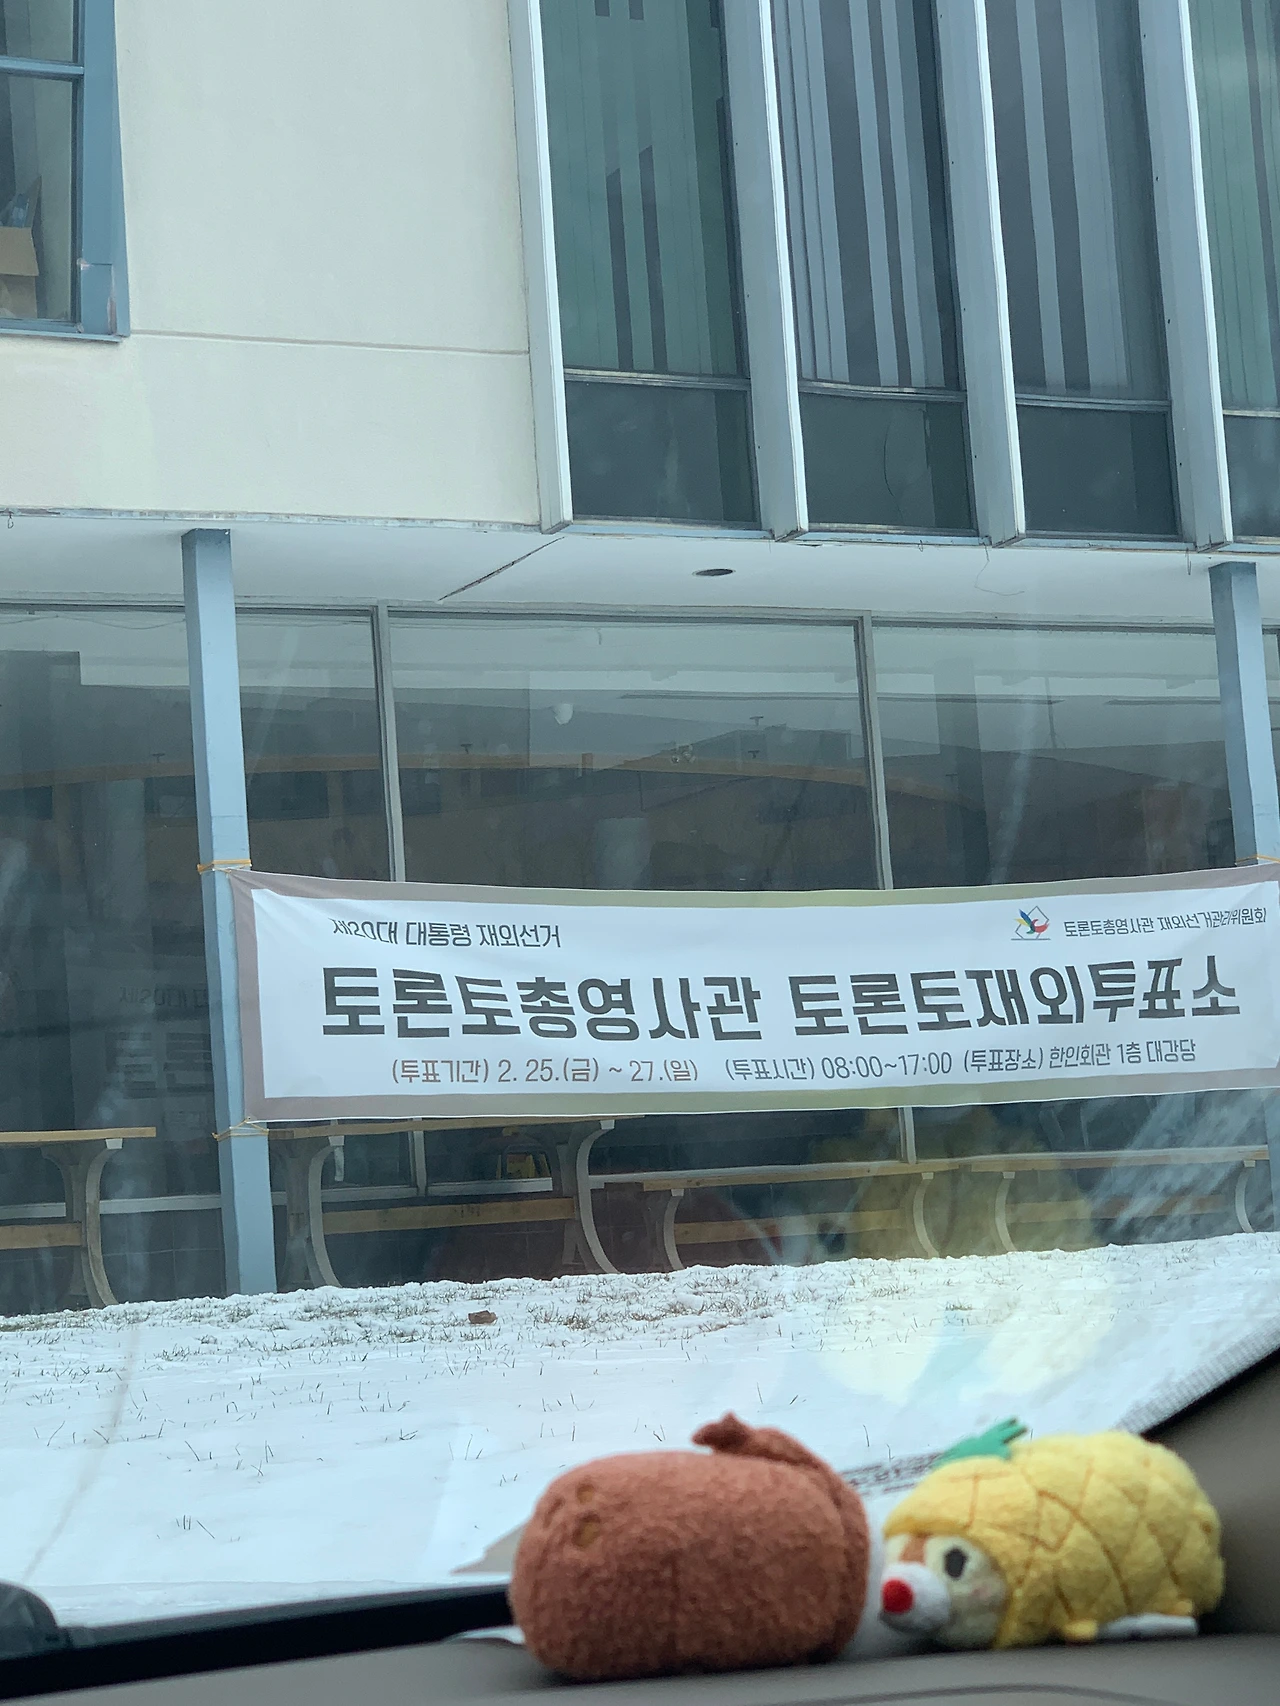 제20대 대통령 재외선거
토론토총영사관 재외선거관리위원회
토론토총영사관 토론토재외투표소
(투표기간) 2. 25.(금) ~ 27.(일) (투표시간) 08:00~17:00 (투표장소) 한인회관 1층 대강당